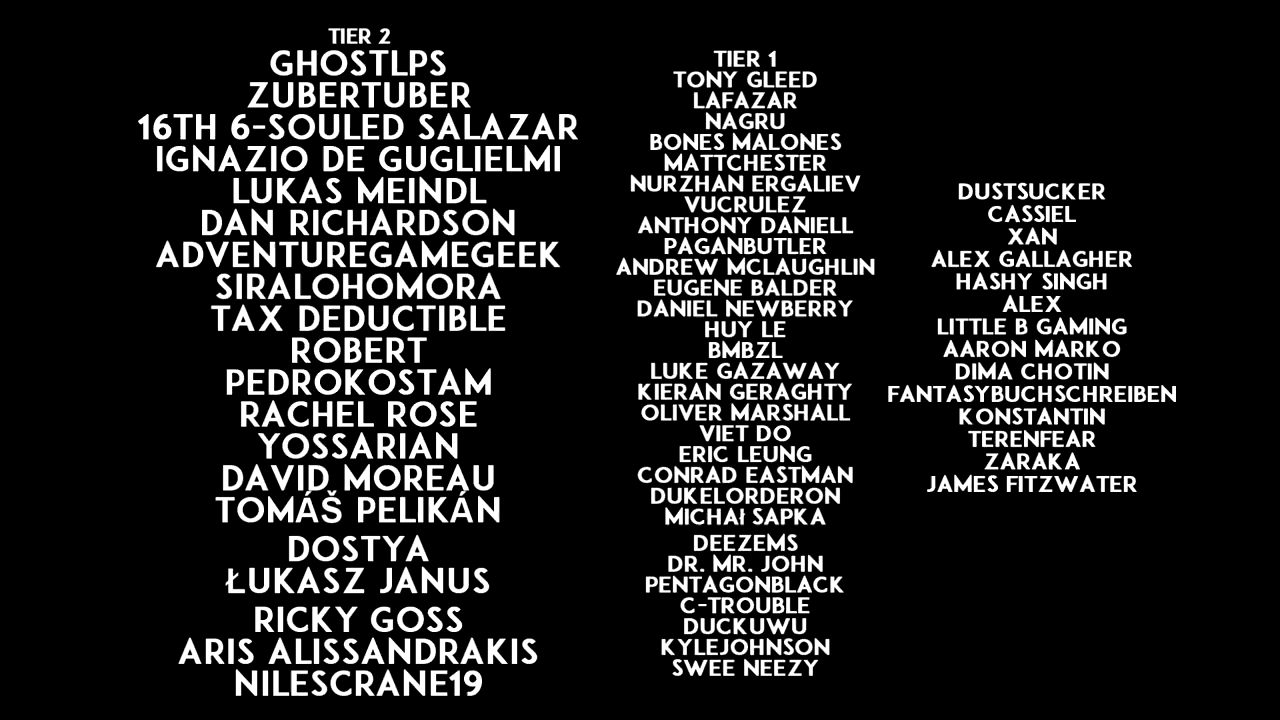 TIER 2
GHOSTLPS
ZUBERTUBER
16TH 6-SOULED SALAZAR
IGNAZIO DE GUGLIELMI
LUKAS MEINDL
DAN RICHARDSON
ADVENTUREGAMEGEEK
SIRALOHOMORA
TAX DEDUCTIBLE
ROBERT
PEDROKOSTAM
RACHEL ROSE
YOSSARIAN
DAVID MOREAU
TOMÁŠ PELIKÁN
DOSTYA
ŁUKASZ JANUS
RICKY GOSS
ARIS ALISSANDRAKIS
NILESCRANE19
TIER 1
TONY GLEED
LAFAZAR
NAGRU
BONES MALONES
MATTCHESTER
NURZHAN ERGALIEV
VUCRULEZ
ANTHONY DANIELL
PAGANBUTLER
ANDREW MCLAUGHLIN
EUGENE BALDER
DANIEL NEWBERRY
HUY LE
BMBZL
LUKE GAZAWAY
KIERAN GERAGHTY
OLIVER MARSHALL
VIET DO
ERIC LEUNG
CONRAD EASTMAN
DUKELORDERON
MICHAł SAPKA
DEEZEMS
DR. MR. JOHN
PENTAGONBLACK
C-TROUBLE
DUCKUWU
KYLEJOHNSON
SWEE NEEZY
DUSTSUCKER
CASSIEL
XAN
ALEX GALLAGHER
HASHY SINGH
ALEX
LITTLE B GAMING
AARON MARKO
DIMA CHOTIN
FANTASYBUCHSCHREIBEN
KONSTANTIN
TERENFEAR
ZARAKA
JAMES FITZWATER